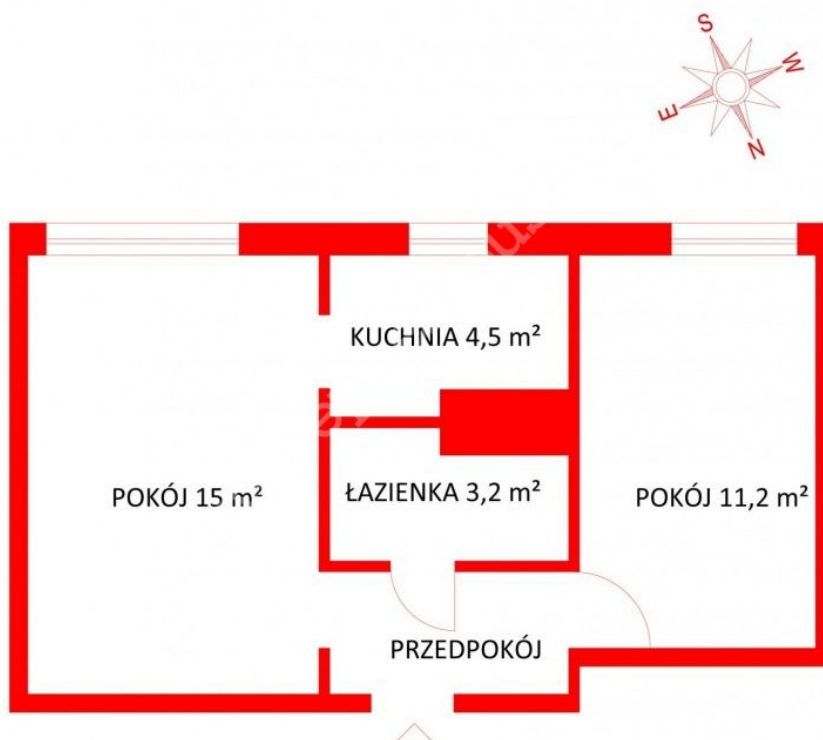 S
W
E
N
KUCHNIA 4,5 m²
POKÓJ 15 m²
ŁAZIENKA 3,2 m²
POKÓJ 11,2 m²
PRZEDPOKÓJ